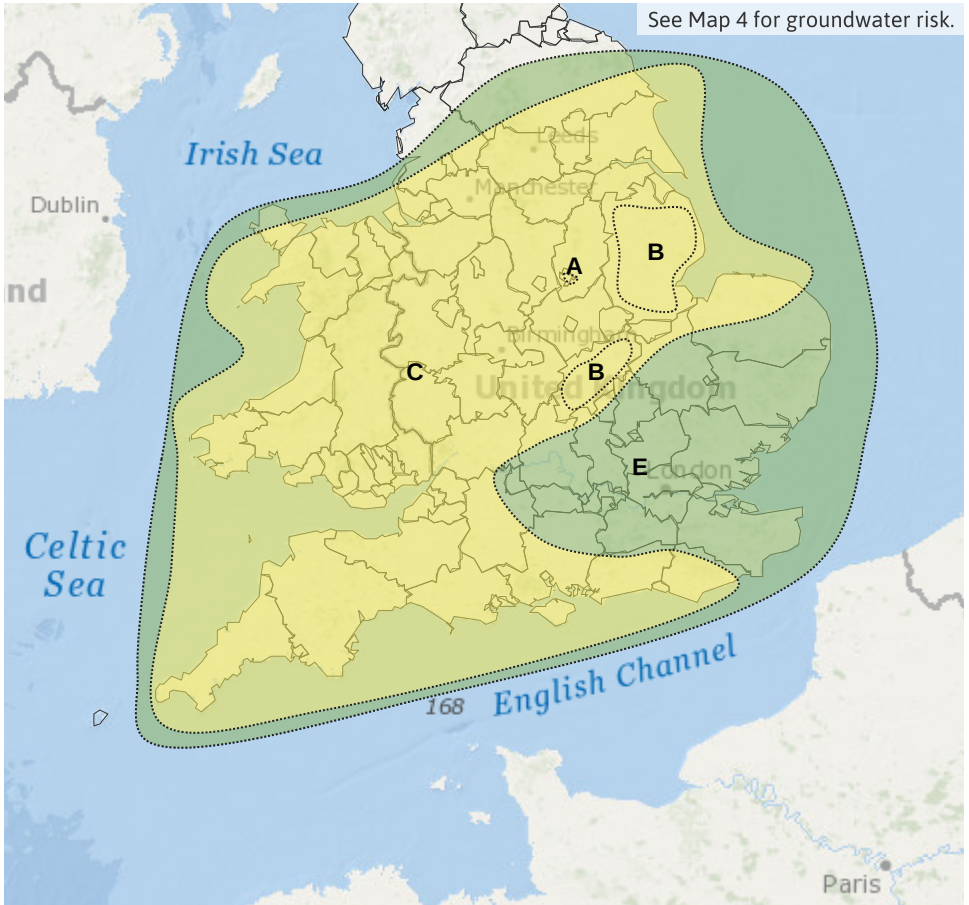 See Map 4 for groundwater risk.
Leeds
Irish Sea
Manchester
Dublin
B
A
nd
Birmingham
C
B
United Kingdom
E
London
Celtic
Sea
English Channel
168
Paris